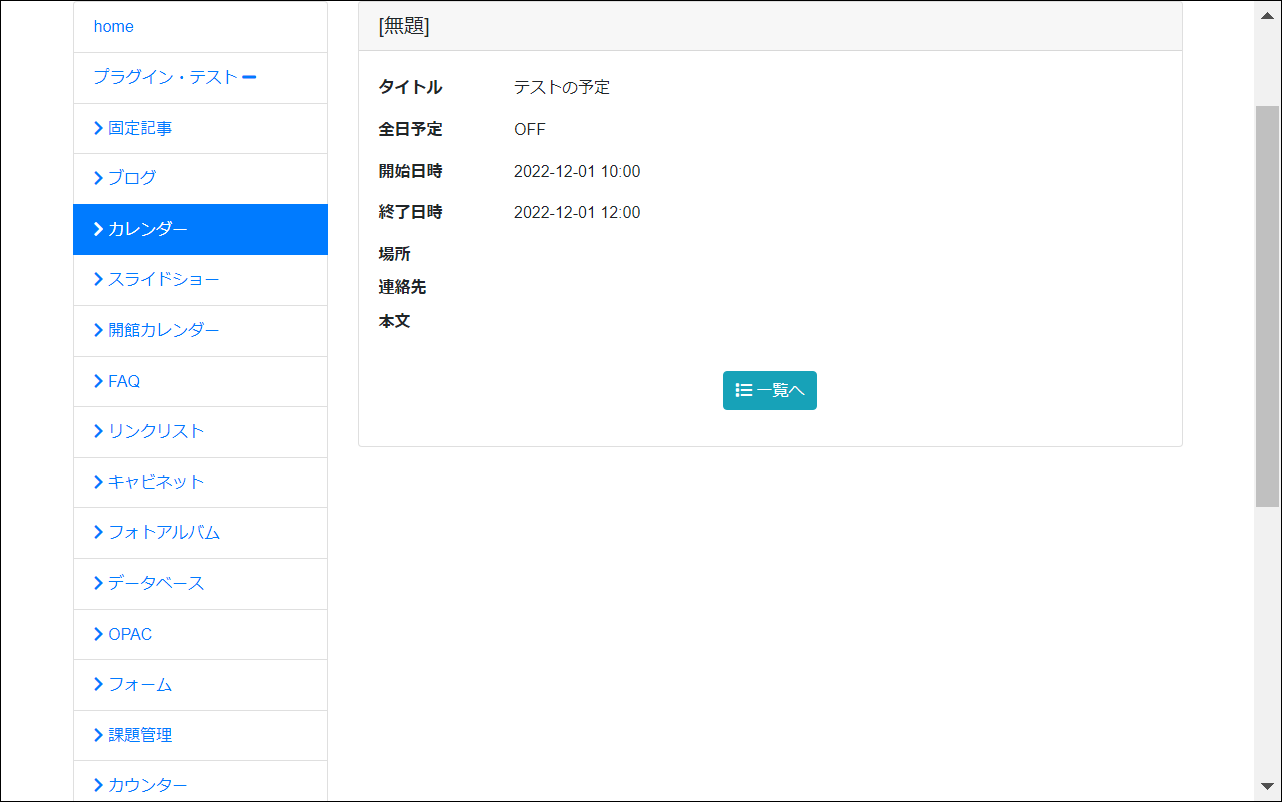 home
プラグイン・テスト
固定記事
ブログ
カレンダー
スライドショー
開館カレンダー
FAQ
リンクリスト
キャビネット
フォトアルバム
データベース
OPAC
フォーム
課題管理
カウンター
[無題]
タイトル テストの予定
全日予定 OFF
開始日時 2022-12-01 10:00
終了日時 2022-12-01 12:00
場所
連絡先
本文
一覧へ